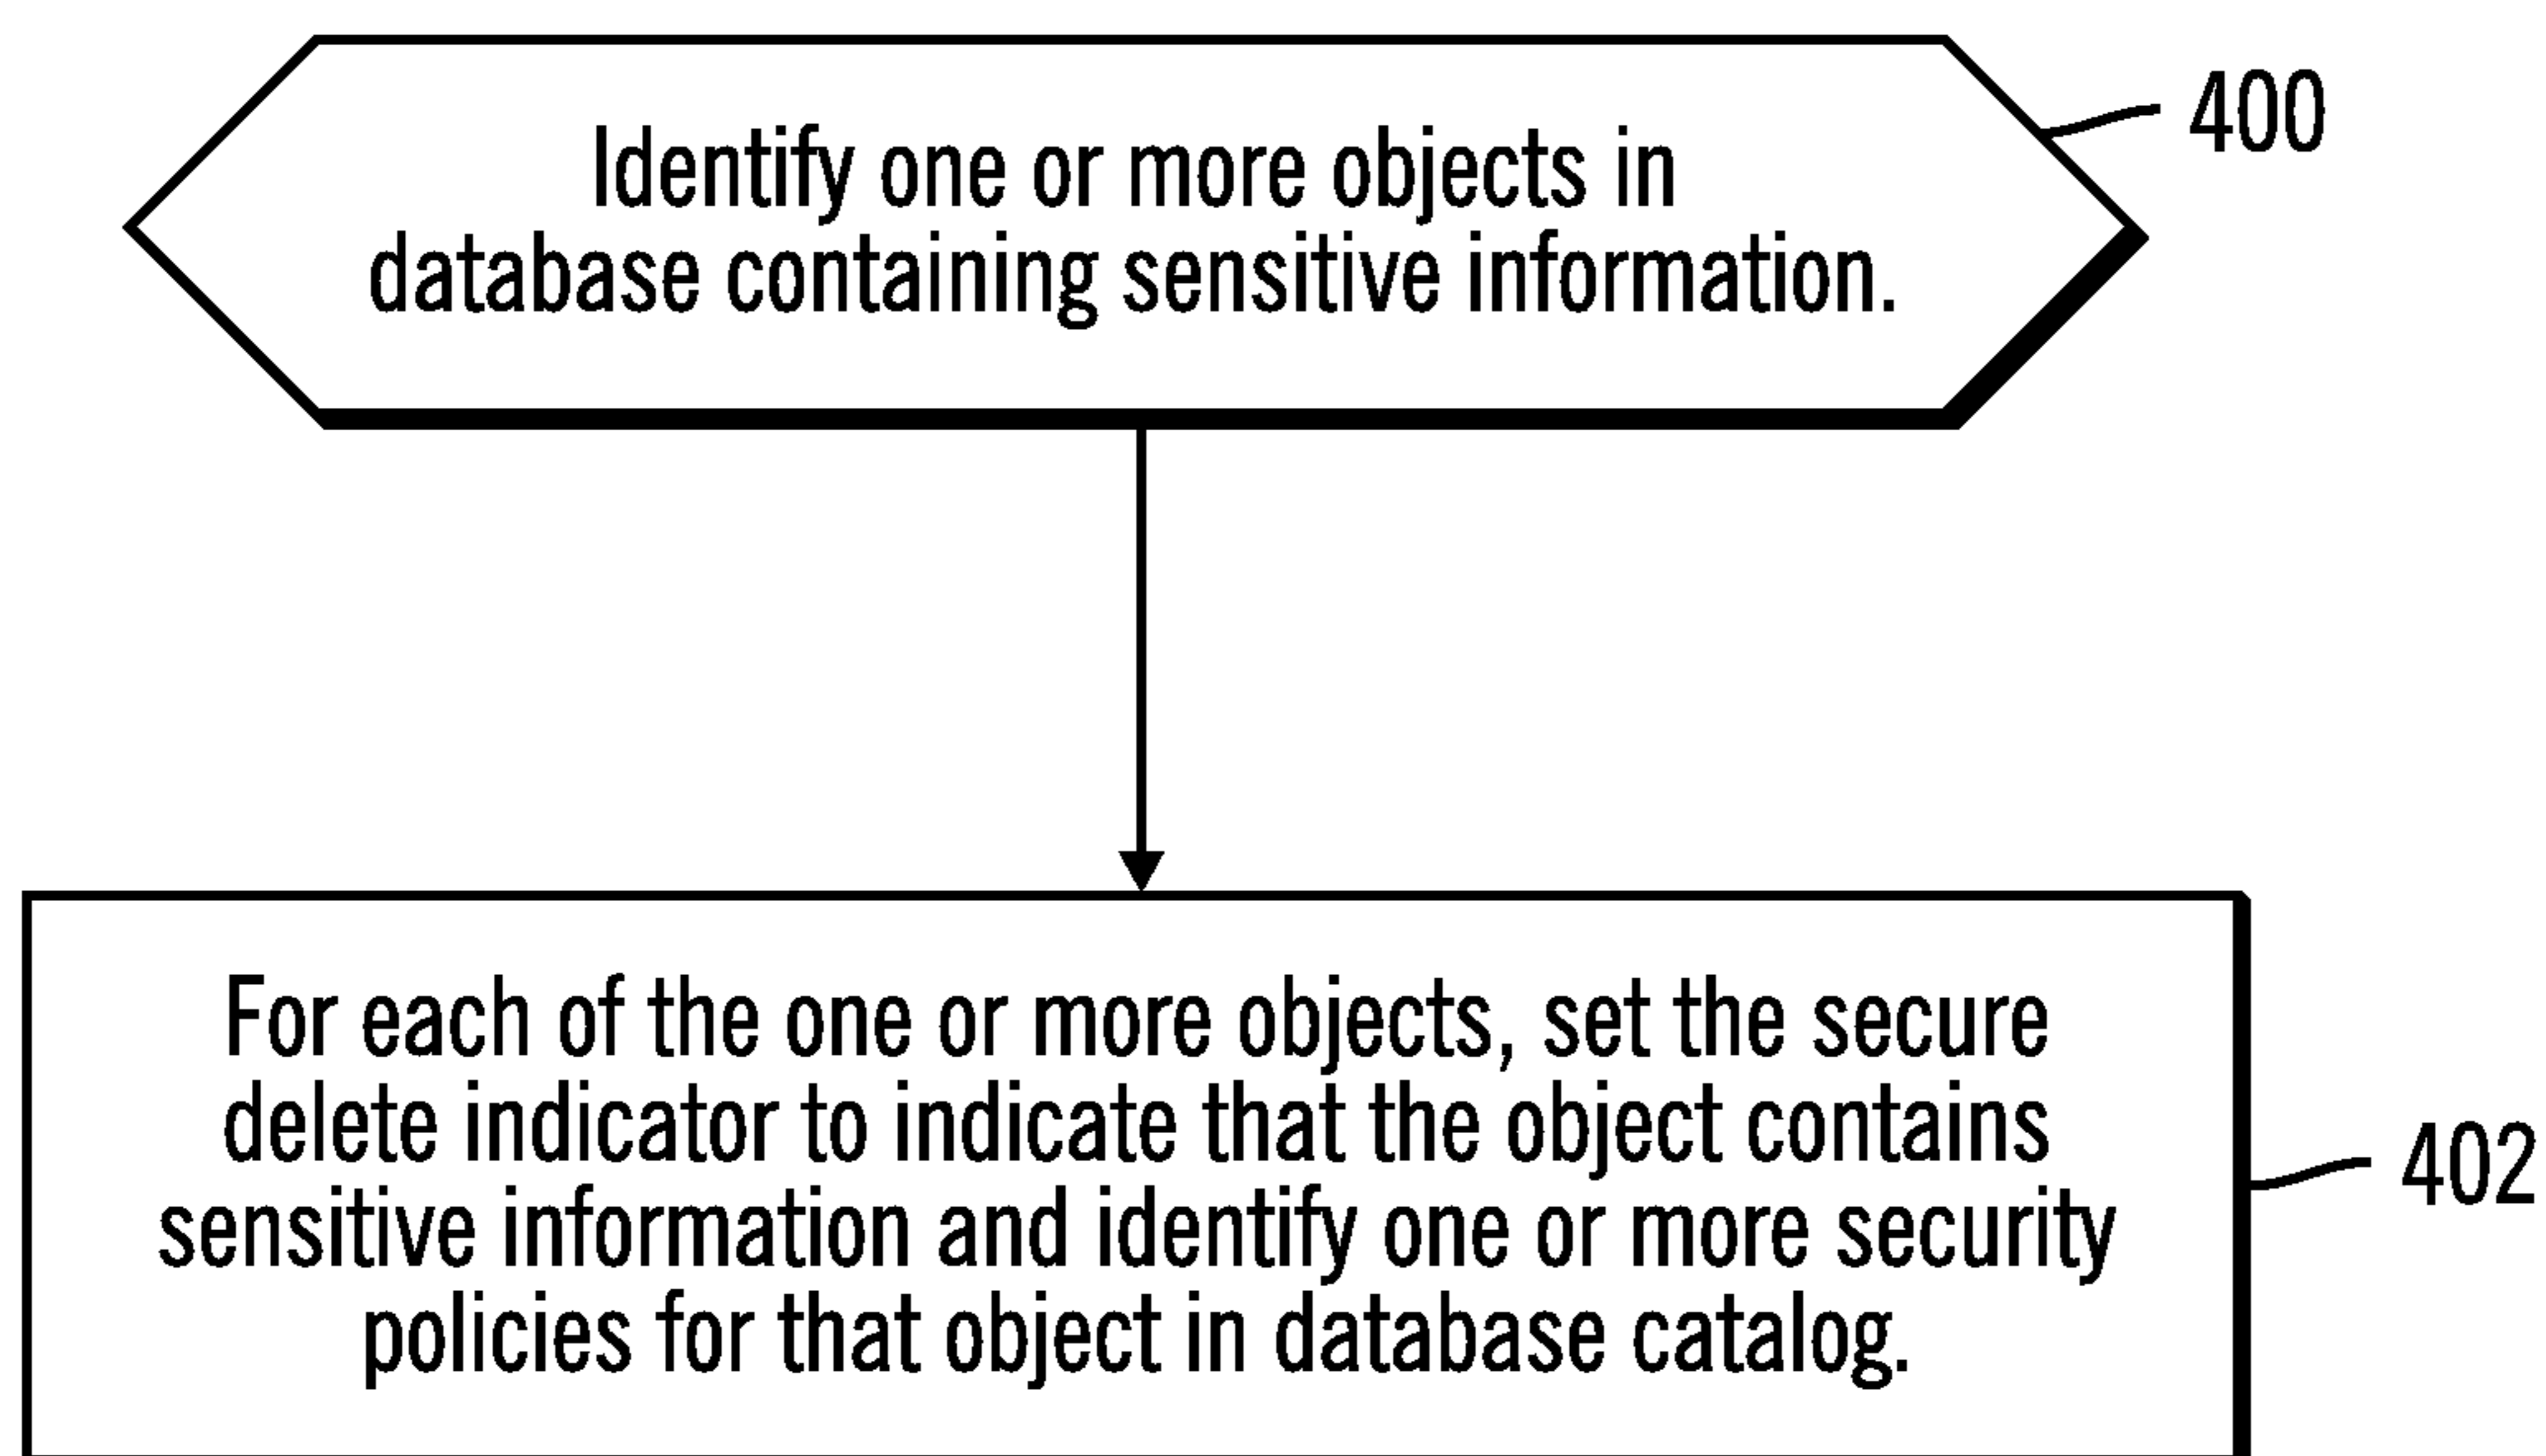 400
Identify one or more objects in
database containing sensitive information.
For each of the one or more objects, set the secure
delete indicator to indicate that the object contains
sensitive information and identify one or more security
policies for that object in database catalog.
402